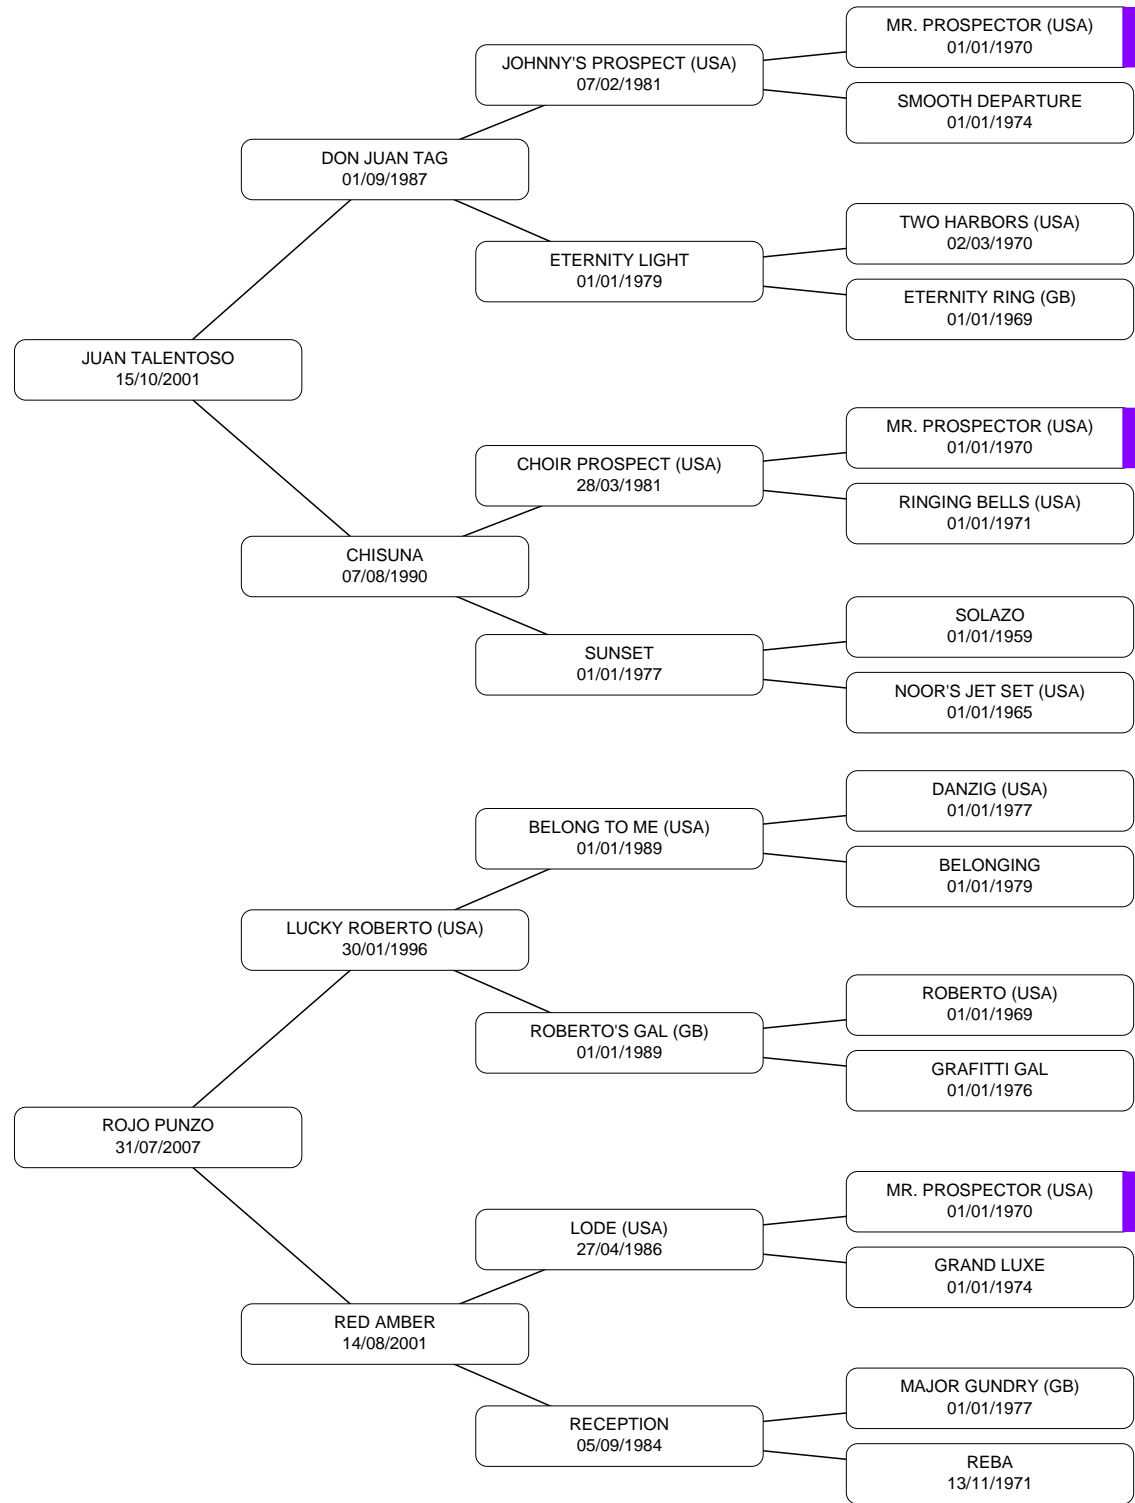 MR. PROSPECTOR (USA)
01/01/1970
JOHNNY'S PROSPECT (USA)
07/02/1981
SMOOTH DEPARTURE
01/01/1974
DON JUAN TAG
01/09/1987
TWO HARBORS (USA)
02/03/1970
ETERNITY LIGHT
01/01/1979
ETERNITY RING (GB)
01/01/1969
JUAN TALENTOSO
15/10/2001
MR. PROSPECTOR (USA)
01/01/1970
CHOIR PROSPECT (USA)
28/03/1981
RINGING BELLS (USA)
01/01/1971
CHISUNA
07/08/1990
SOLAZO
01/01/1959
SUNSET
01/01/1977
NOOR'S JET SET (USA)
01/01/1965
DANZIG (USA)
01/01/1977
BELONG TO ME (USA)
01/01/1989
BELONGING
01/01/1979
LUCKY ROBERTO (USA)
30/01/1996
ROBERTO (USA)
01/01/1969
ROBERTO'S GAL (GB)
01/01/1989
GRAFITTI GAL
01/01/1976
ROJO PUNZO
31/07/2007
MR. PROSPECTOR (USA)
01/01/1970
LODE (USA)
27/04/1986
GRAND LUXE
01/01/1974
RED AMBER
14/08/2001
MAJOR GUNDRY (GB)
01/01/1977
RECEPTION
05/09/1984
REBA
13/11/1971